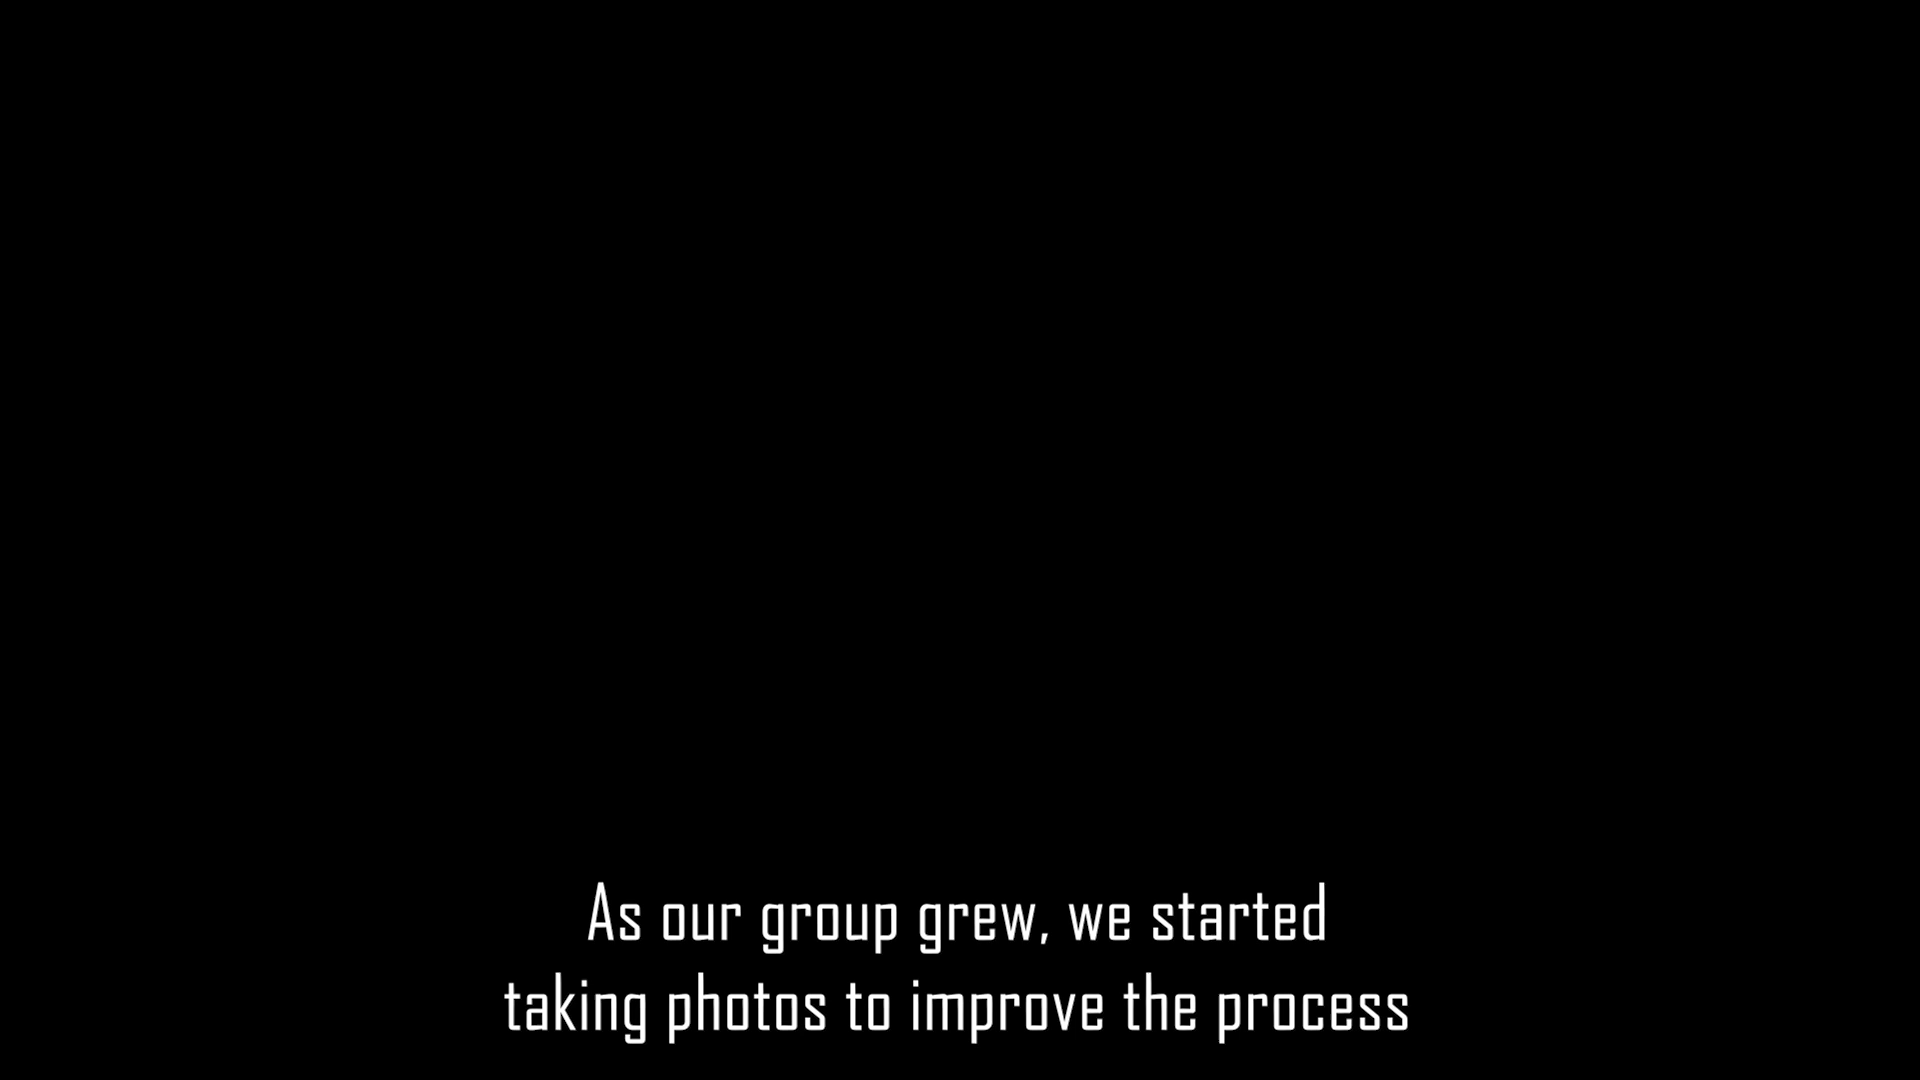 As our group grew, we started
taking photos to improve the process